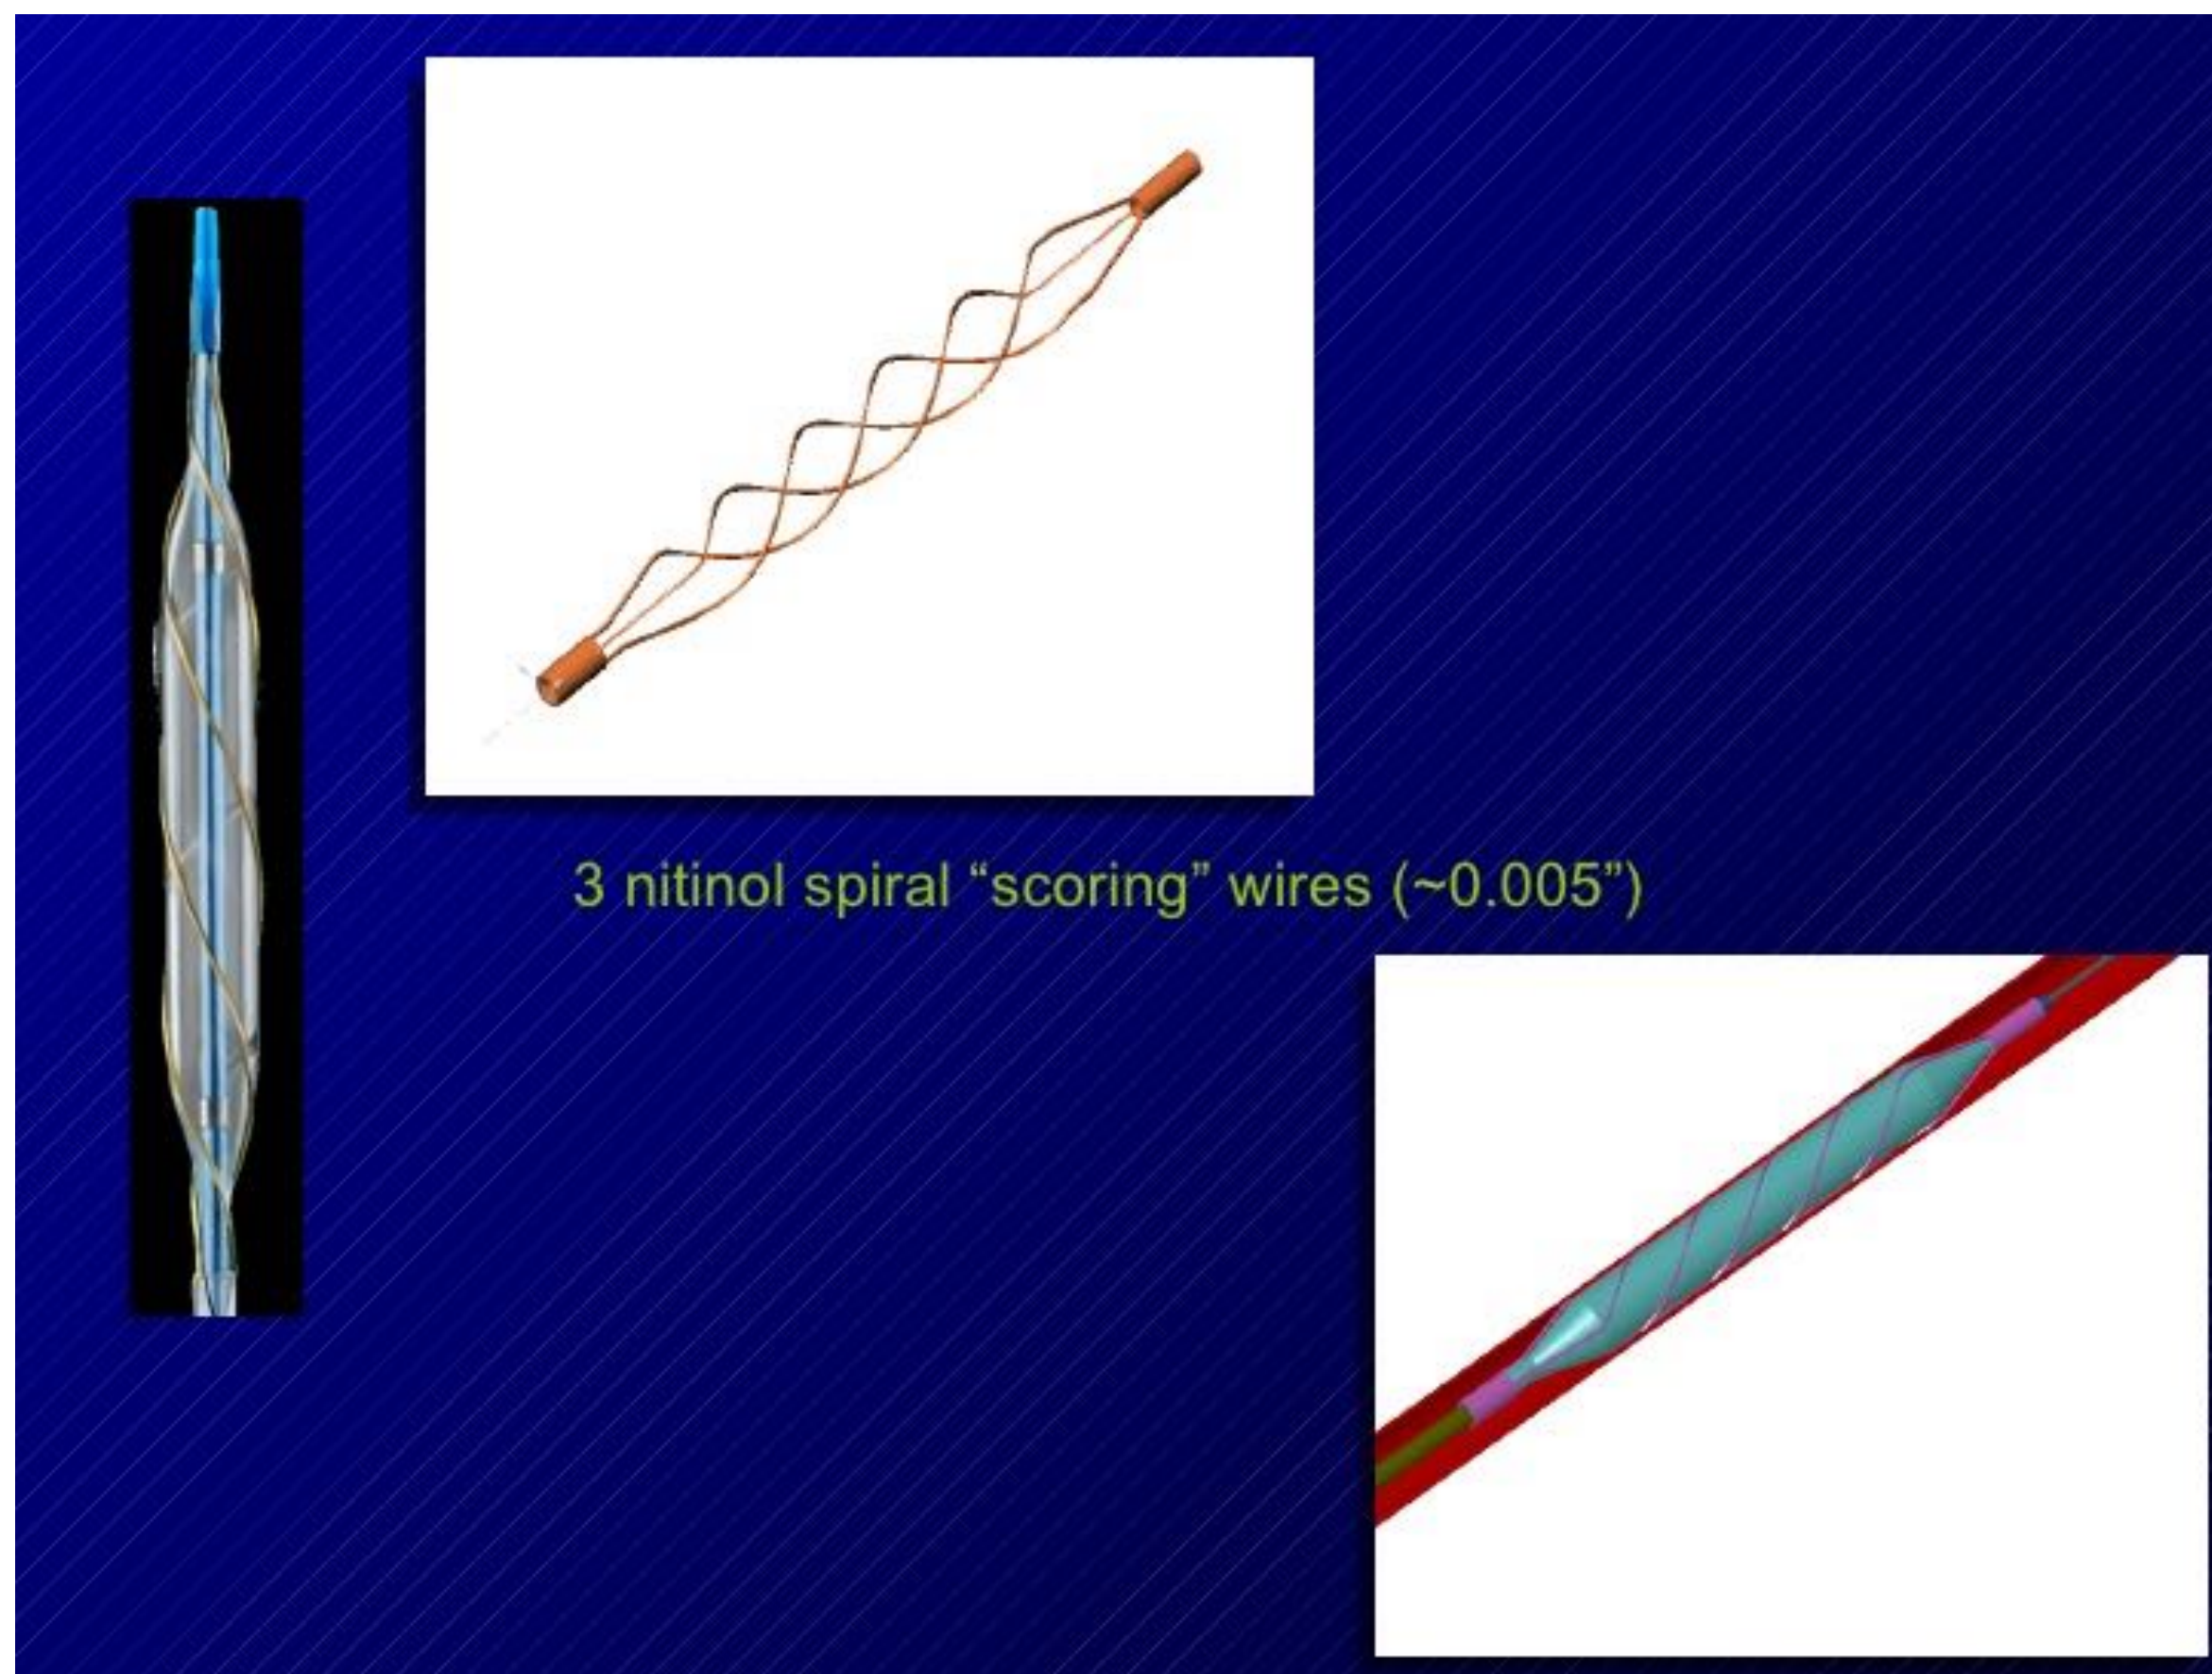 3 nitinol spiral “scoring” wires (~0.005”)